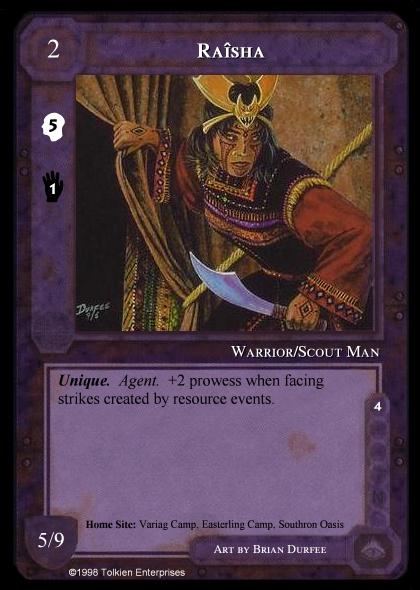 2
RAÎSHA
5
1
DURFEE
WARRIOR/SCOUT MAN
Unique. Agent. +2 prowess when facing
strikes created by resource events.
4
Home Site: Variag Camp, Easterling Camp, Southron Oasis
5/9
ART BY BRIAN DURFEE
©1998 Tolkien Enterprises